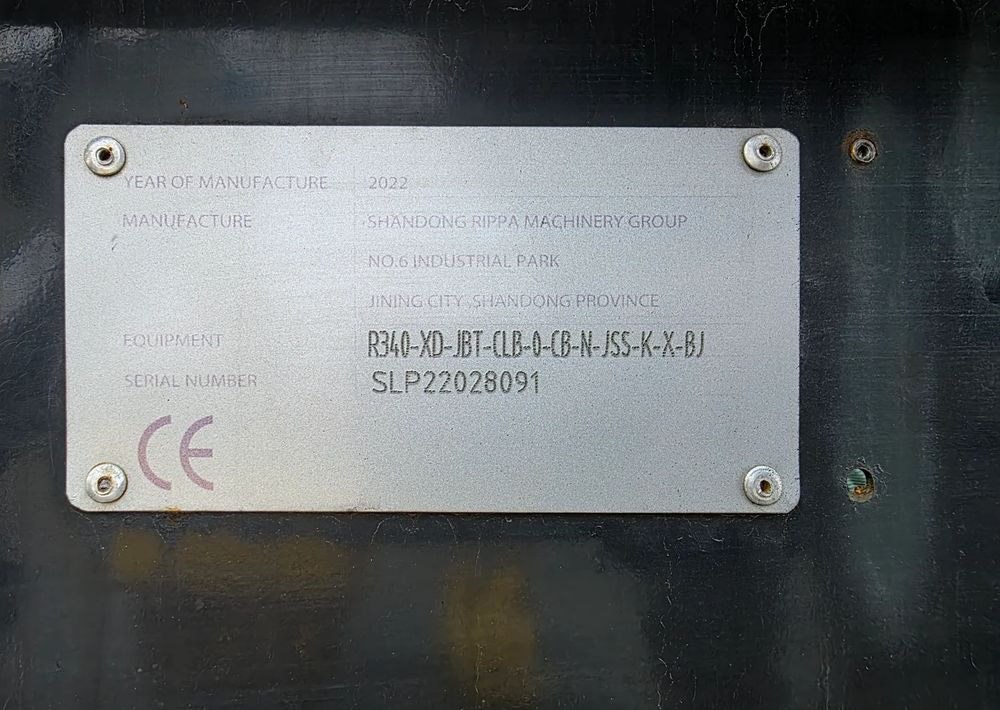 YEAR OF MANUFACTURE 2022
MANUFACTURE SHANDONG RIPPA MACHINERY GROUP
NO.6 INDUSTRIAL PARK
JINING CITY ,SHANDONG PROVINCE
EQUIPMENT R340-XD-JBT-CLB-0-CB-N-JSS-K-X-BJ
SERIAL NUMBER SLP22028091
CE